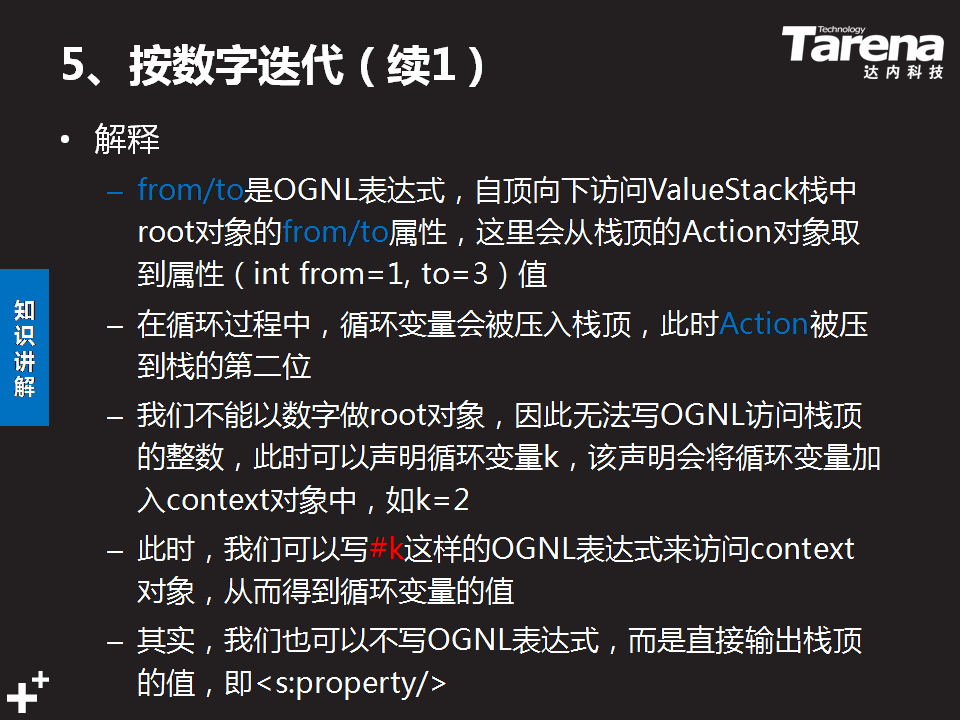 5、按数字迭代（续1）
Technology
Tarena
达内科技
• 解释
– from/to是OGNL表达式，自顶向下访问ValueStack栈中
root对象的from/to属性，这里会从栈顶的Action对象取
到属性（int from=1, to=3）值
– 在循环过程中，循环变量会被压入栈顶，此时Action被压
到栈的第二位
– 我们不能以数字做root对象，因此无法写OGNL访问栈顶
的整数，此时可以声明循环变量k，该声明会将循环变量加
入context对象中，如k=2
– 此时，我们可以写#k这样的OGNL表达式来访问context
对象，从而得到循环变量的值
– 其实，我们也可以不写OGNL表达式，而是直接输出栈顶
的值，即<s:property/>
知识讲解